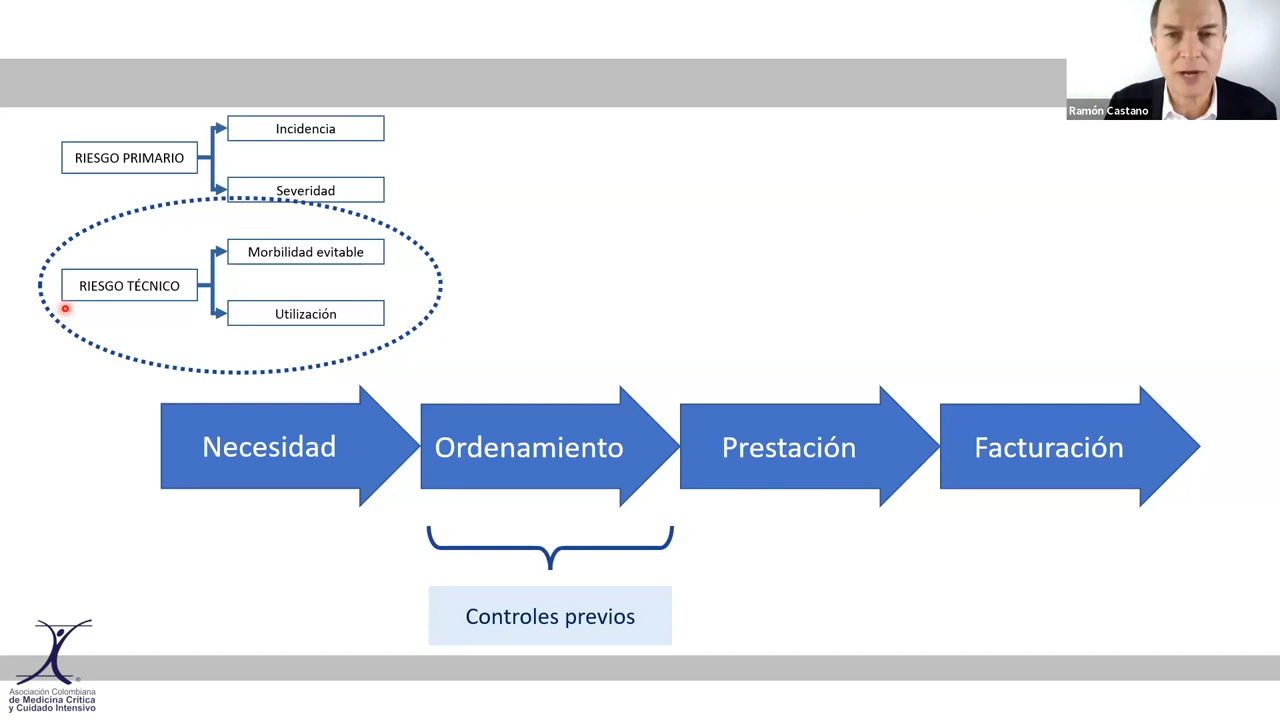 Ramón Castano
Incidencia
RIESGO PRIMARIO
Severidad
Morbilidad evitable
RIESGO TÉCNICO
Utilización
Necesidad
Ordenamiento
Prestación
Facturación
Controles previos
Asociación Colombiana
de Medicina Crítica
y Cuidado Intensivo